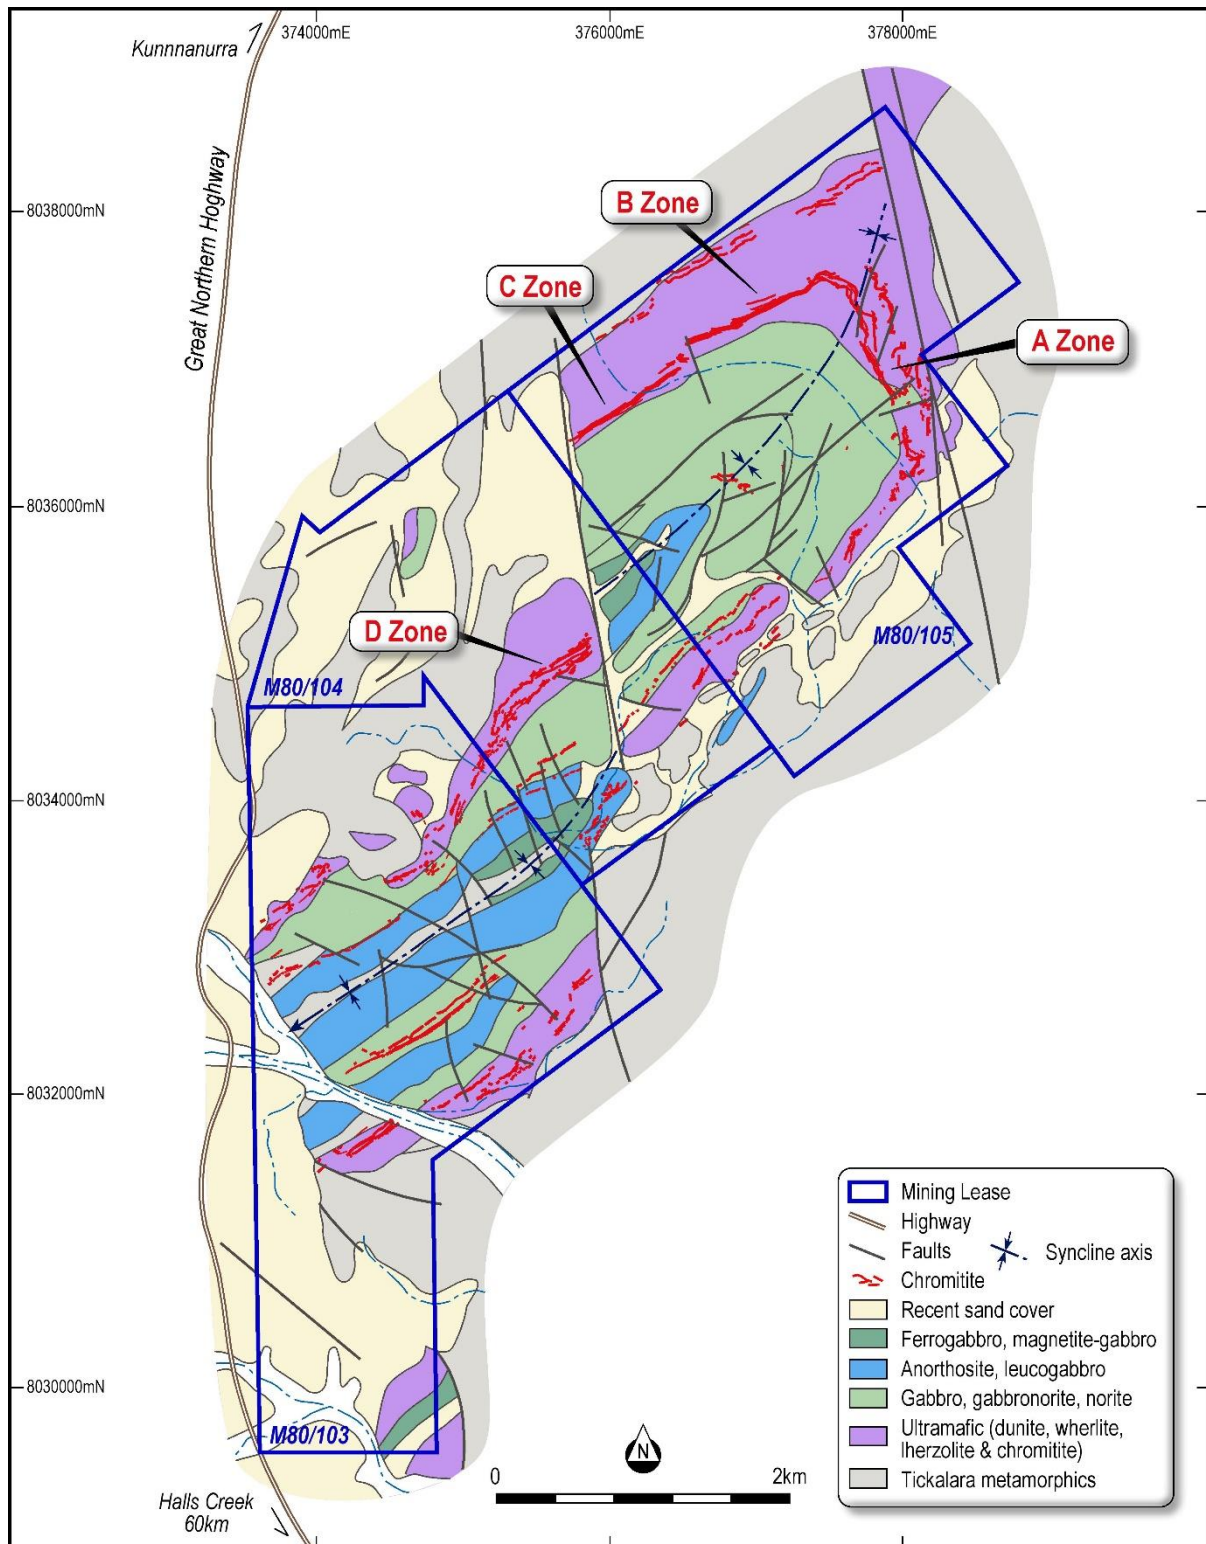 374000mE
376000mE
378000mE
Kunnnanurra
Great Northern Hoghway
8038000mN
B Zone
C Zone
A Zone
8036000mN
D Zone
M80/105
M80/104
8034000mN
8032000mN
Mining Lease
Highway
Faults
Syncline axis
Chromitite
Recent sand cover
Ferrogabbro, magnetite-gabbro
Anorthosite, leucogabbro
Gabbro, gabbronorite, norite
Ultramafic (dunite, wherlite,
lherzolite & chromitite)
Tickalara metamorphics
8030000mN
M80/103
N
0
2km
Halls Creek
60km